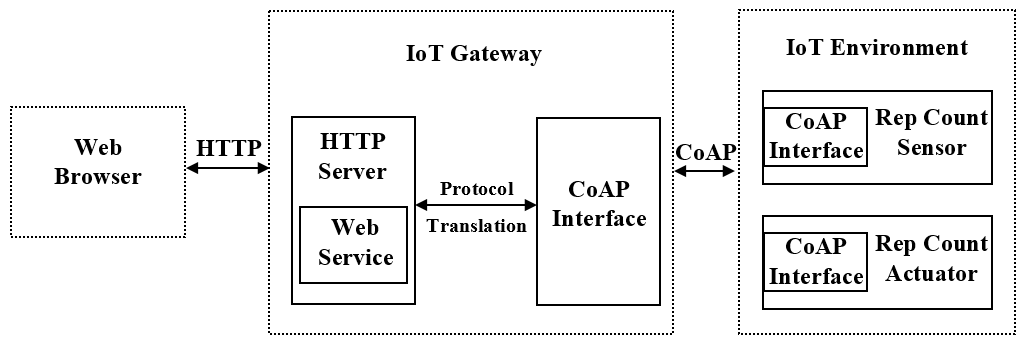 Web
Browser
HTTP
IoT Gateway
HTTP
Server
Web
Service
Protocol
Translation
CoAP
Interface
CoAP
IoT Environment
CoAP
Interface
Rep Count
Sensor
CoAP
Interface
Rep Count
Actuator